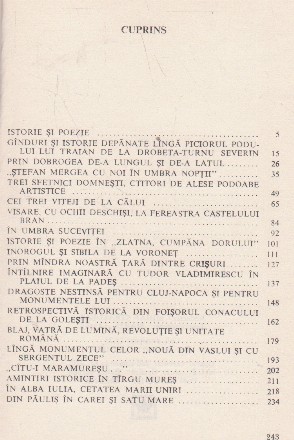 CUPRINS
ISTORIE ȘI POEZIE 5
GÎNDURI ȘI ISTORIE DEPĂNATE LÎNGĂ PICIORUL PODU-
LUI LUI TRAIAN DE LA DROBETA-TURNU SEVERIN 15
PRIN DOBROGEA DE-A LUNGUL ȘI DE-A LATUL 26
„ȘTEFAN MERGEA CU NOI ÎN UMBRA NOPȚII" 35
TREI SFETNICI DOMNEȘTI, CTITORI DE ALESE PODOABE
ARTISTICE 49
CEI TREI VITEJI DE LA CĂLUI 65
VISARE, CU OCHII DESCHIȘI, LA FEREASTRA CASTELULUI
BRAN 84
ÎN UMBRA SUCEVIȚEI 92
ISTORIE ȘI POEZIE ÎN „ZLATNA, CUMPĂNA DORULUI" 101
INOROGUL ȘI SIBILA DE LA VORONEȚ 111
PRIN MÎNDRA NOASTRĂ ȚARĂ DINTRE CRIȘURI 127
ÎNTÎLNIRE IMAGINARĂ CU TUDOR VLADIMIRESCU ÎN
PLAIUL DE LA PADEȘ 137
DRAGOSTE NESTINSĂ PENTRU CLUJ-NAPOCA ȘI PENTRU
MONUMENTELE LUI 148
RETROSPECTIVĂ ISTORICĂ DIN FOIȘORUL CONACULUI
DE LA GOLEȘTI 162
BLAJ, VATRĂ DE LUMINĂ, REVOLUȚIE ȘI UNITATE
ROMÂNĂ 179
LÎNGĂ MONUMENTUL CELOR „NOUĂ DIN VASLUI ȘI CU
SERGENTUL ZECE" 193
„CÎTU-I MARAMUREȘU..." 202
AMINTIRI ISTORICE ÎN TÎRGU MUREȘ 211
ÎN ALBA IULIA, CETATEA MARII UNIRI 218
DIN PĂULIȘ ÎN CAREI ȘI SATU MARE 234
243